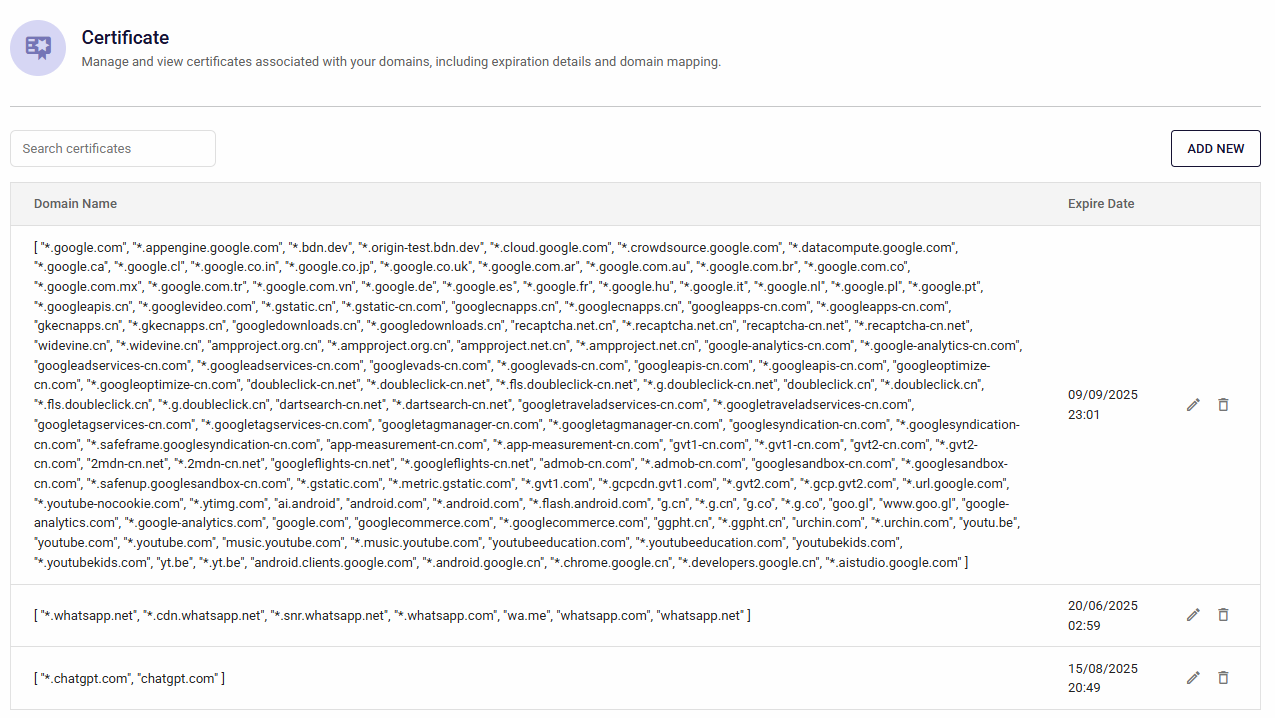 Certificate
Manage and view certificates associated with your domains, including expiration details and domain mapping.
Search certificates
ADD NEW
Domain Name
Expire Date
[ "*.google.com", "*.appengine.google.com", "*.bdn.dev", "*.origin-test.bdn.dev", "*.cloud.google.com", "*.crowdsource.google.com", "*.datacompute.google.com",
"*.google.ca", "*.google.cl", "*.google.co.in", "*.google.co.jp", "*.google.co.uk", "*.google.com.ar", "*.google.com.au", "*.google.com.br", "*.google.com.co",
"*.google.com.mx", "*.google.com.tr", "*.google.com.vn", "*.google.de", "*.google.es", "*.google.fr", "*.google.hu", "*.google.it", "*.google.nl", "*.google.pl", "*.google.pt",
"*.googleapis.cn", "*.googlevideo.com", "*.gstatic.cn", "*.gstatic-cn.com", "googlecnapps.cn", "*.googlecnapps.cn", "googleapps-cn.com", "*.googleapps-cn.com",
"gkecnapps.cn", "*.gkecnapps.cn", "googledownloads.cn", "*.googledownloads.cn", "recaptcha.net.cn", "*.recaptcha.net.cn", "recaptcha-cn.net", "*.recaptcha-cn.net",
"widevine.cn", "*.widevine.cn", "ampproject.org.cn", "*.ampproject.org.cn", "ampproject.net.cn", "*.ampproject.net.cn", "google-analytics-cn.com", "*.google-analytics-cn.com",
"googleadservices-cn.com", "*.googleadservices-cn.com", "googlevads-cn.com", "*.googlevads-cn.com", "googleapis-cn.com", "*.googleapis-cn.com", "googleoptimize-
cn.com", "*.googleoptimize-cn.com", "doubleclick-cn.net", "*.doubleclick-cn.net", "*.fls.doubleclick-cn.net", "*.g.doubleclick-cn.net", "doubleclick.cn", "*.doubleclick.cn",
"*.fls.doubleclick.cn", "*.g.doubleclick.cn", "dartsearch-cn.net", "*.dartsearch-cn.net", "googletraveladservices-cn.com", "*.googletraveladservices-cn.com",
"googletagservices-cn.com", "*.googletagservices-cn.com", "googletagmanager-cn.com", "*.googletagmanager-cn.com", "googlesyndication-cn.com", "*.googlesyndication-
cn.com", "*.safeframe.googlesyndication-cn.com", "app-measurement-cn.com", "*.app-measurement-cn.com", "gvt1-cn.com", "*.gvt1-cn.com", "gvt2-cn.com", "*.gvt2-
cn.com", "2mdn-cn.net", "*.2mdn-cn.net", "googleflights-cn.net", "*.googleflights-cn.net", "admob-cn.com", "*.admob-cn.com", "googlesandbox-cn.com", "*.googlesandbox-
cn.com", "*.safenup.googlesandbox-cn.com", "*.gstatic.com", "*.metric.gstatic.com", "*.gvt1.com", "*.gcpcdn.gvt1.com", "*.gvt2.com", "*.gcp.gvt2.com", "*.url.google.com",
"*.youtube-nocookie.com", "*.ytimg.com", "ai.android", "android.com", "*.android.com", "*.flash.android.com", "g.cn", "*.g.cn", "g.co", "*.g.co", "goo.gl", "www.goo.gl", "google-
analytics.com", "*.google-analytics.com", "google.com", "googlecommerce.com", "*.googlecommerce.com", "ggpht.cn", "*.ggpht.cn", "urchin.com", "*.urchin.com", "youtu.be",
"youtube.com", "*.youtube.com", "music.youtube.com", "*.music.youtube.com", "youtubeeducation.com", "*.youtubeeducation.com", "youtubekids.com",
"*.youtubekids.com", "yt.be", "*.yt.be", "android.clients.google.com", "*.android.google.cn", "*.chrome.google.cn", "*.developers.google.cn", "*.aistudio.google.com" ]
09/09/2025
23:01
[ "*.whatsapp.net", "*.cdn.whatsapp.net", "*.snr.whatsapp.net", "*.whatsapp.com", "wa.me", "whatsapp.com", "whatsapp.net" ]
20/06/2025
02:59
[ "*.chatgpt.com", "chatgpt.com" ]
15/08/2025
20:49